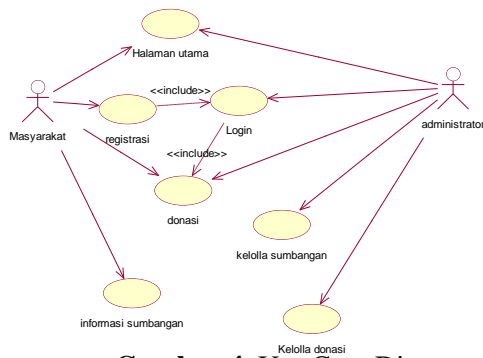 Halaman utama
<<include>>
Masyarakat
registrasi
Login
administrator
<<include>>
donasi
kelolla sumbangan
informasi sumbangan
Kelolla donasi